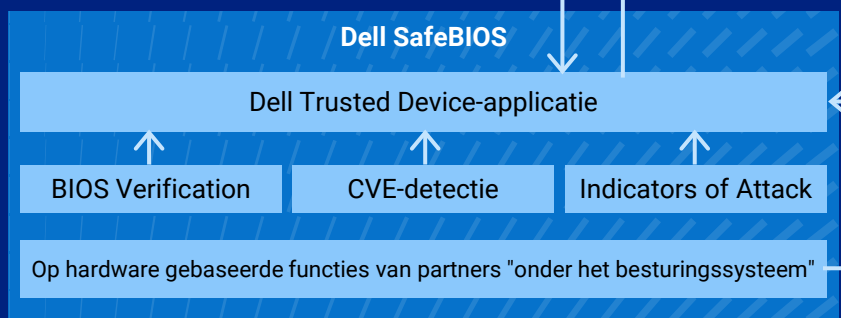 Dell SafeBIOS
Dell Trusted Device-applicatie
BIOS Verification
CVE-detectie
Indicators of Attack
Op hardware gebaseerde functies van partners "onder het besturingssysteem"